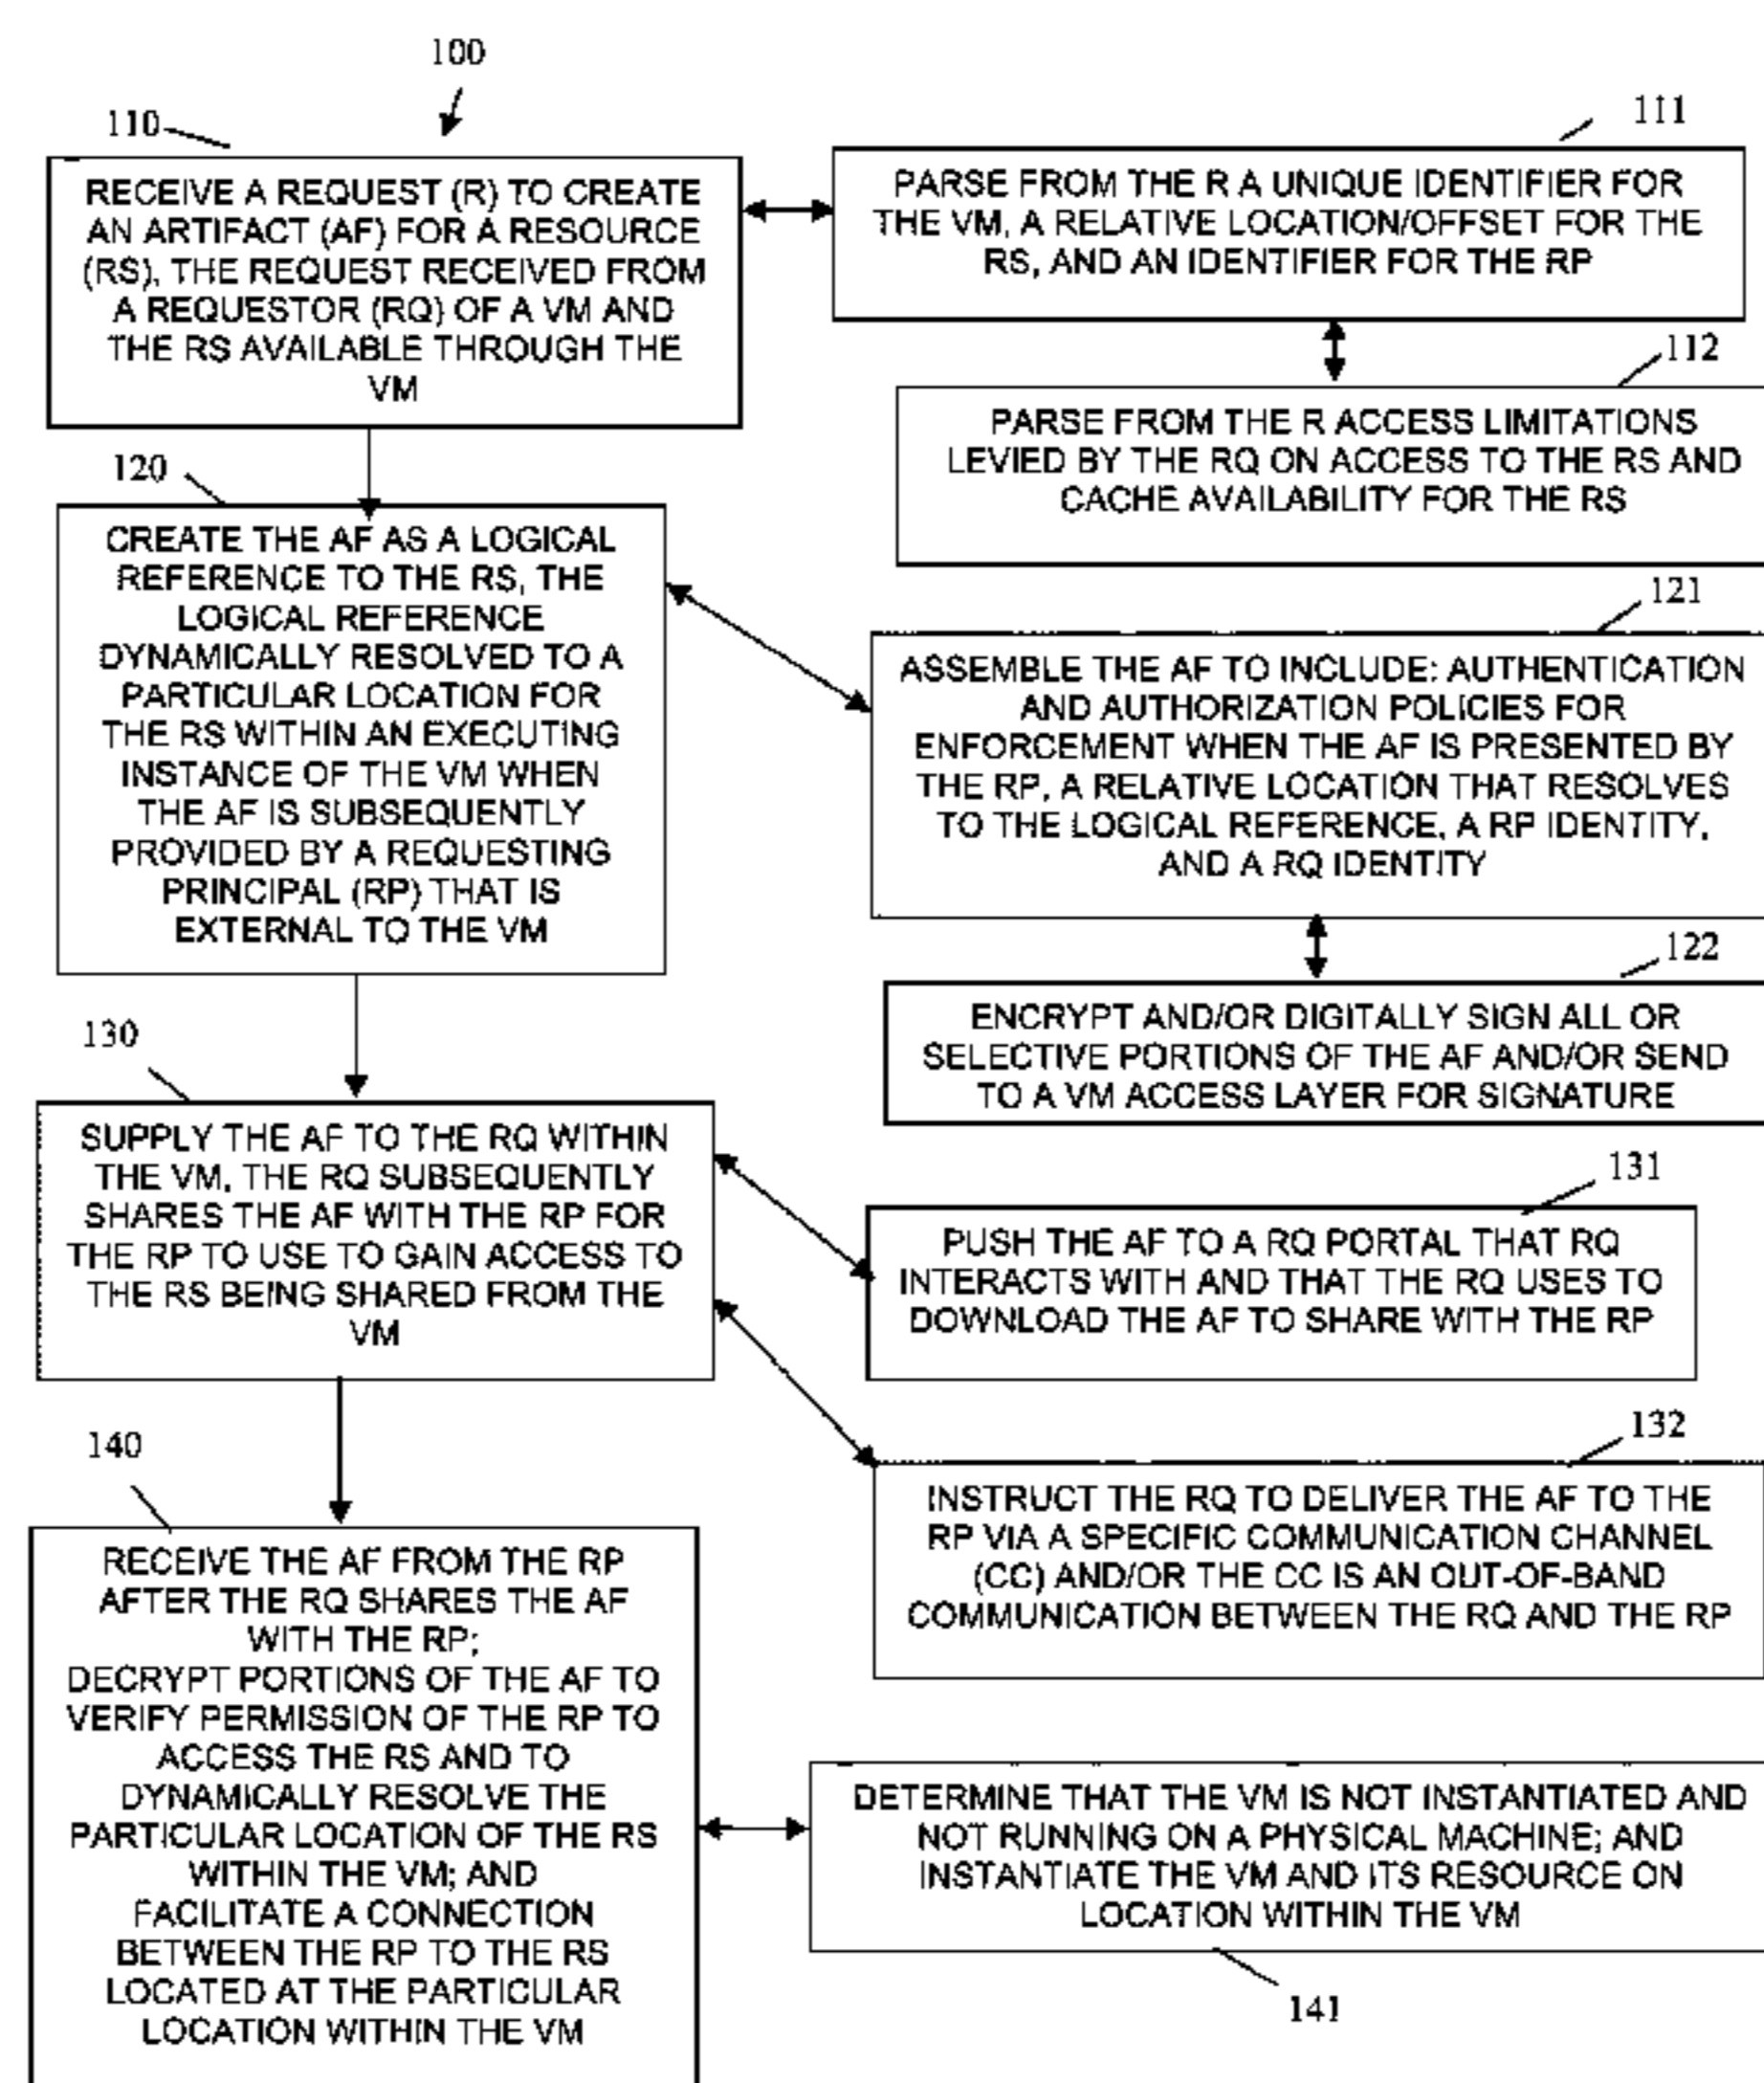 100
110
RECEIVE A REQUEST (R) TO CREATE
AN ARTIFACT (AF) FOR A RESOURCE
(RS), THE REQUEST RECEIVED FROM
A REQUESTOR (RQ) OF A VM AND
THE RS AVAILABLE THROUGH THE
VM
111
PARSE FROM THE R A UNIQUE IDENTIFIER FOR
THE VM, A RELATIVE LOCATION/OFFSET FOR THE
RS, AND AN IDENTIFIER FOR THE RP
112
PARSE FROM THE R ACCESS LIMITATIONS
LEVIED BY THE RQ ON ACCESS TO THE RS AND
CACHE AVAILABILITY FOR THE RS
120
CREATE THE AF AS A LOGICAL
REFERENCE TO THE RS, THE
LOGICAL REFERENCE
DYNAMICALLY RESOLVED TO A
PARTICULAR LOCATION FOR
THE RS WITHIN AN EXECUTING
INSTANCE OF THE VM WHEN
THE AF IS SUBSEQUENTLY
PROVIDED BY A REQUESTING
PRINCIPAL (RP) THAT IS
EXTERNAL TO THE VM
121
ASSEMBLE THE AF TO INCLUDE: AUTHENTICATION
AND AUTHORIZATION POLICIES FOR
ENFORCEMENT WHEN THE AF IS PRESENTED BY
THE RP, A RELATIVE LOCATION THAT RESOLVES
TO THE LOGICAL REFERENCE, A RP IDENTITY,
AND A RQ IDENTITY
122
ENCRYPT AND/OR DIGITALLY SIGN ALL OR
SELECTIVE PORTIONS OF THE AF AND/OR SEND
TO A VM ACCESS LAYER FOR SIGNATURE
130
SUPPLY THE AF TO THE RQ WITHIN
THE VM, THE RQ SUBSEQUENTLY
SHARES THE AF WITH THE RP FOR
THE RP TO USE TO GAIN ACCESS TO
THE RS BEING SHARED FROM THE
VM
131
PUSH THE AF TO A RQ PORTAL THAT RQ
INTERACTS WITH AND THAT THE RQ USES TO
DOWNLOAD THE AF TO SHARE WITH THE RP
132
INSTRUCT THE RQ TO DELIVER THE AF TO THE
RP VIA A SPECIFIC COMMUNICATION CHANNEL
(CC) AND/OR THE CC IS AN OUT-OF-BAND
COMMUNICATION BETWEEN THE RQ AND THE RP
140
RECEIVE THE AF FROM THE RP
AFTER THE RQ SHARES THE AF
WITH THE RP;
DECRYPT PORTIONS OF THE AF TO
VERIFY PERMISSION OF THE RP TO
ACCESS THE RS AND TO
DYNAMICALLY RESOLVE THE
PARTICULAR LOCATION OF THE RS
WITHIN THE VM; AND
FACILITATE A CONNECTION
BETWEEN THE RP TO THE RS
LOCATED AT THE PARTICULAR
LOCATION WITHIN THE VM
DETERMINE THAT THE VM IS NOT INSTANTIATED AND
NOT RUNNING ON A PHYSICAL MACHINE; AND
INSTANTIATE THE VM AND ITS RESOURCE ON
LOCATION WITHIN THE VM
141